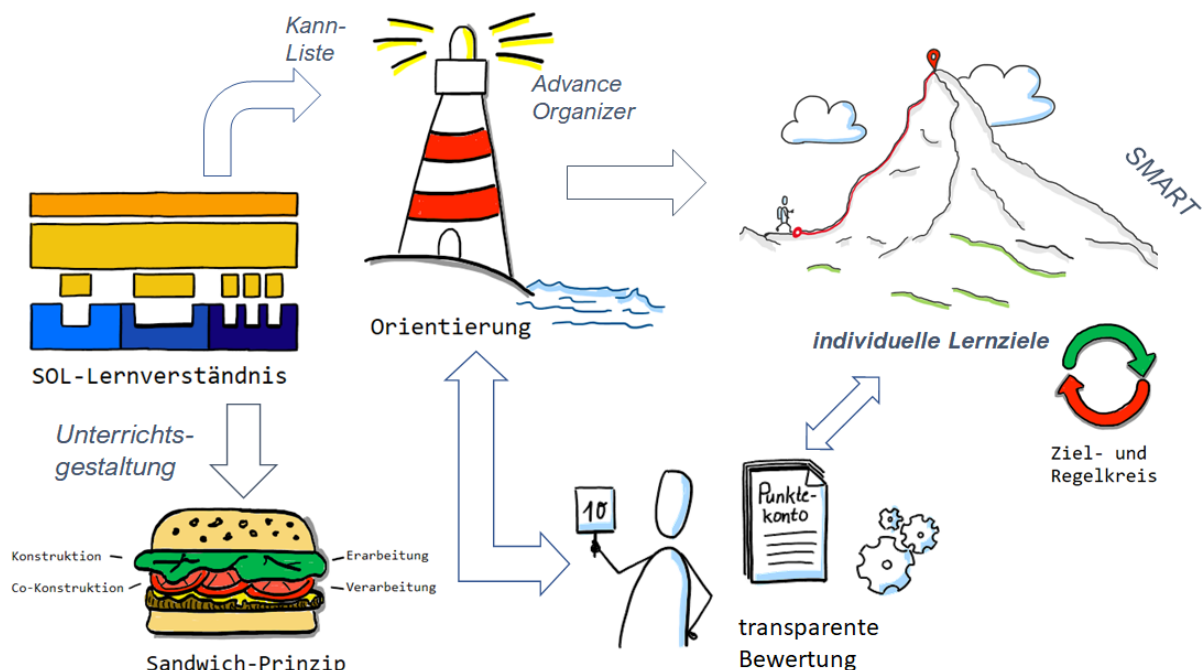 Kann-
Liste
Advance
Organizer
SMART
Orientierung
SOL-Lernverständnis
individuelle Lernziele
Unterrichts-
gestaltung
Ziel- und
Regelkreis
10
Punkte-
konto
Konstruktion
Erarbeitung
Co-Konstruktion
Verarbeitung
transparente
Bewertung
Sandwich-Prinzip